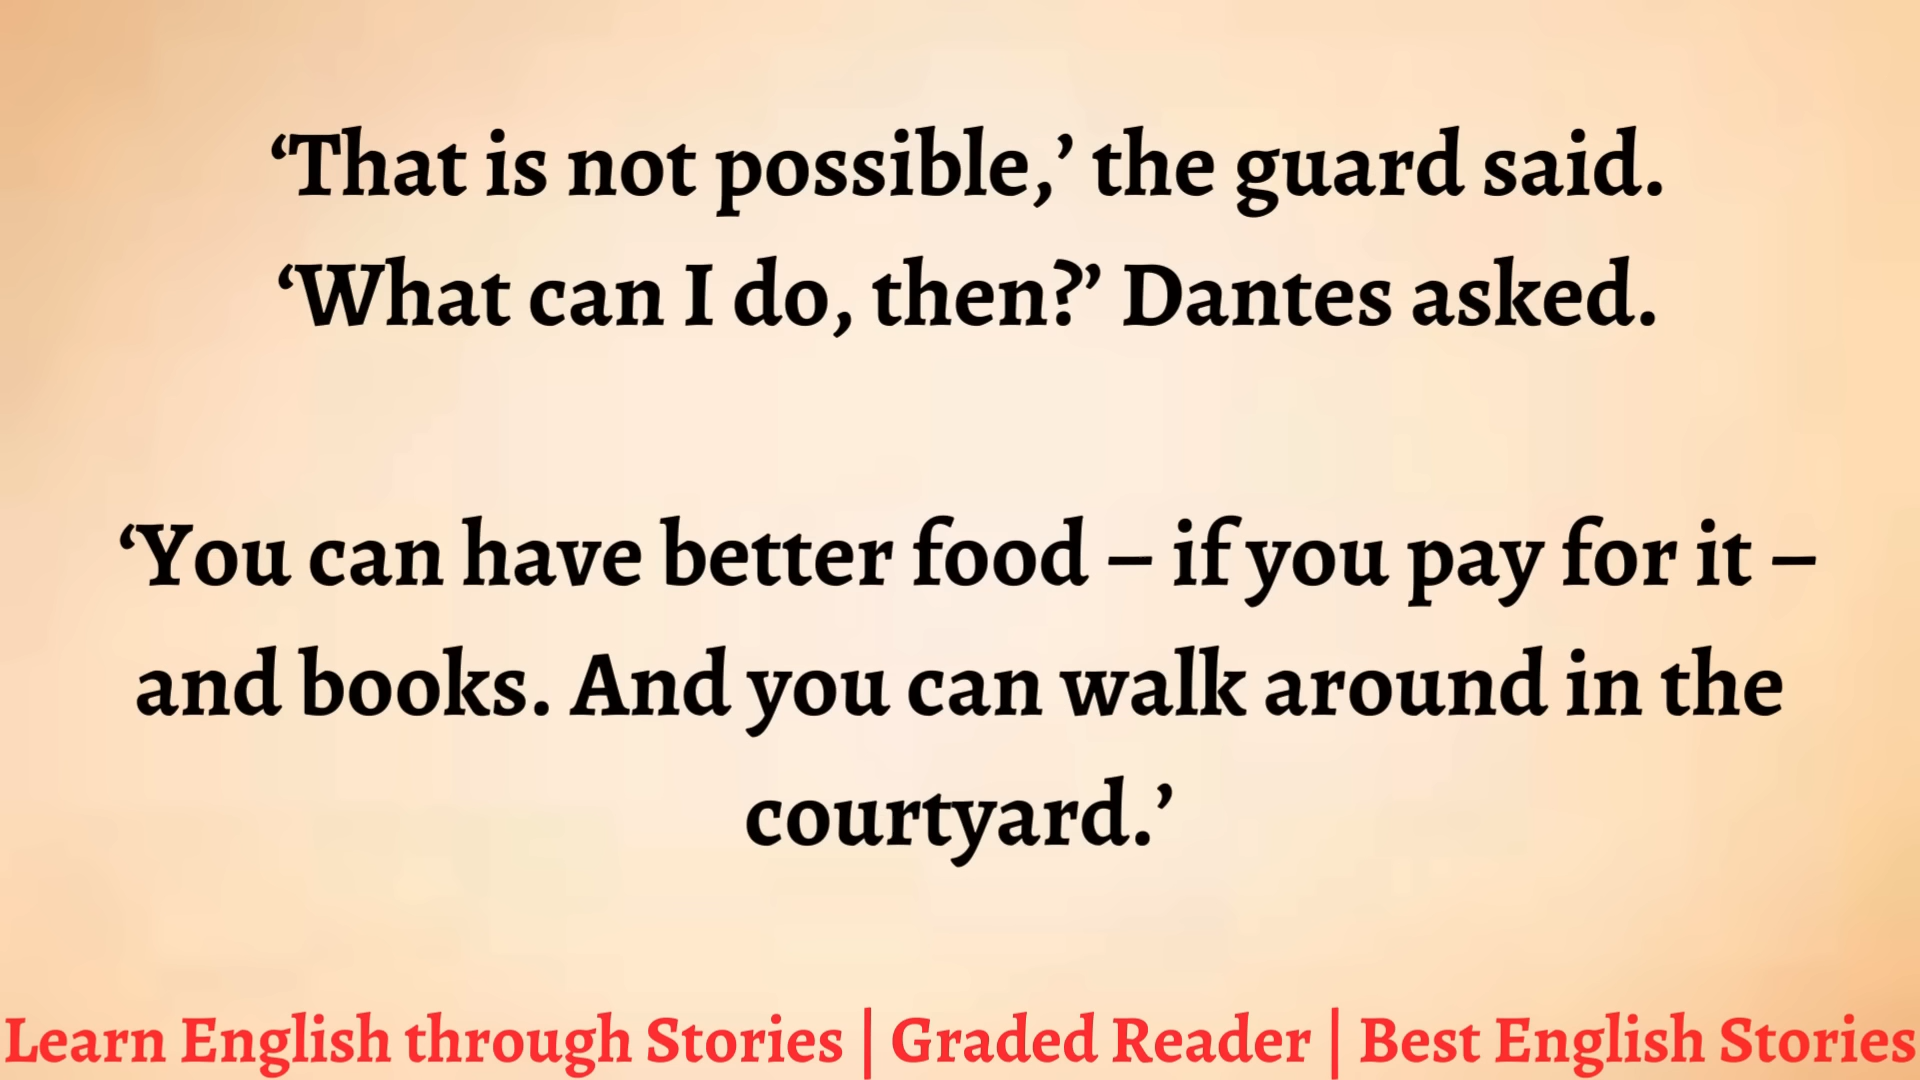 ‘That is not possible,’ the guard said.
‘What can I do, then?’ Dantes asked.
‘You can have better food – if you pay for it –
and books. And you can walk around in the
courtyard.’
Learn English through Stories | Graded Reader | Best English Stories